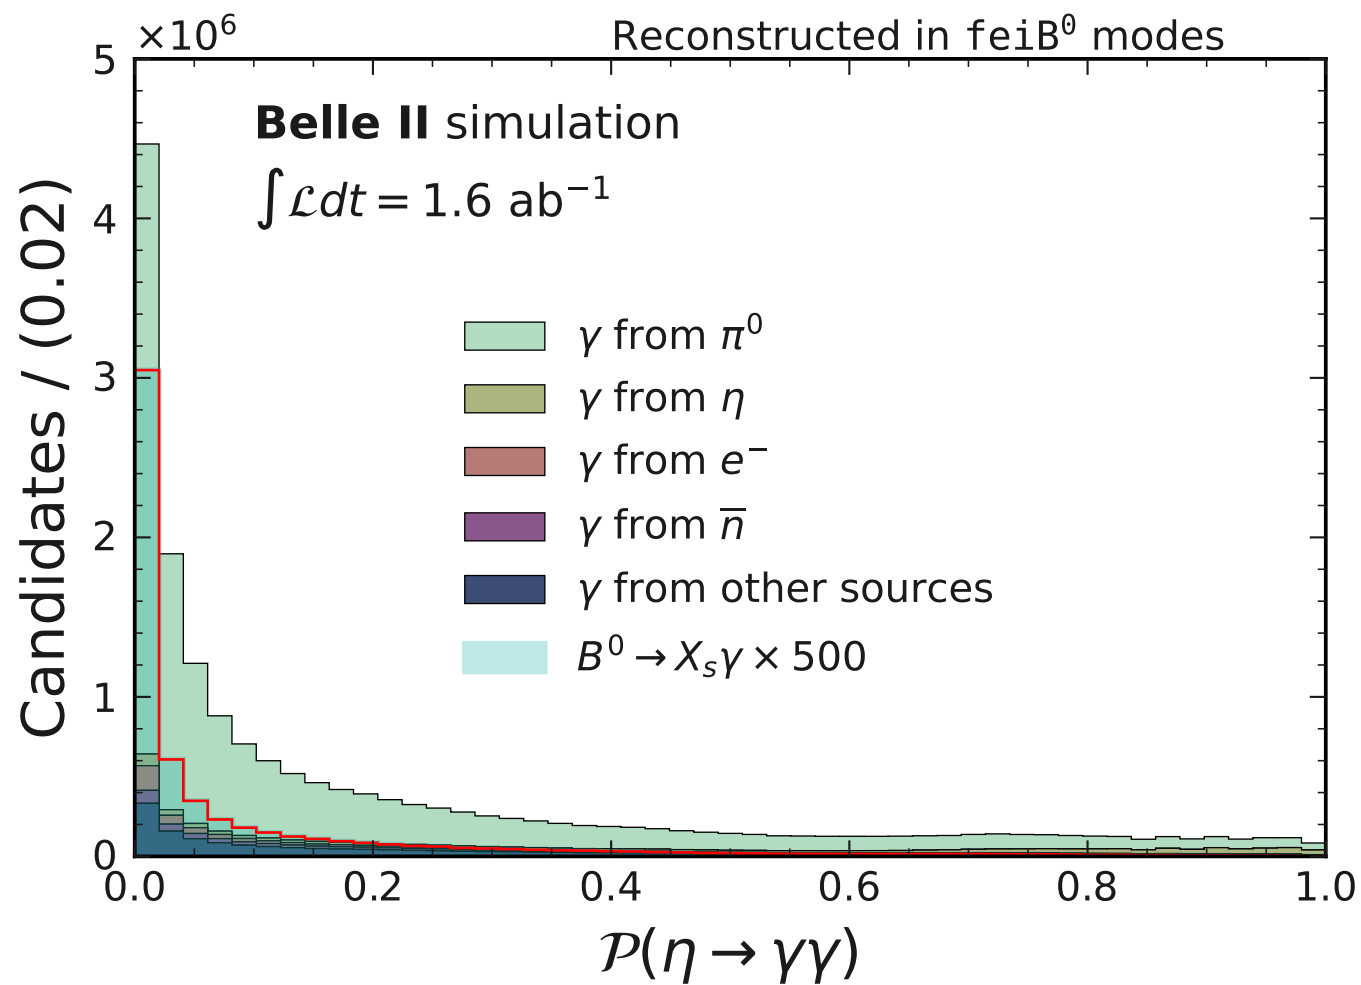 ×10⁶
Reconstructed in feiB⁰ modes
Belle II simulation
∫ℒdt = 1.6 ab⁻¹
γ from π⁰
γ from η
γ from e⁻
γ from n̅
γ from other sources
B⁰ → Xₛγ × 500
Candidates / (0.02)
5
4
3
2
1
0
0.0 0.2 0.4 0.6 0.8 1.0
𝒫(η → γγ)